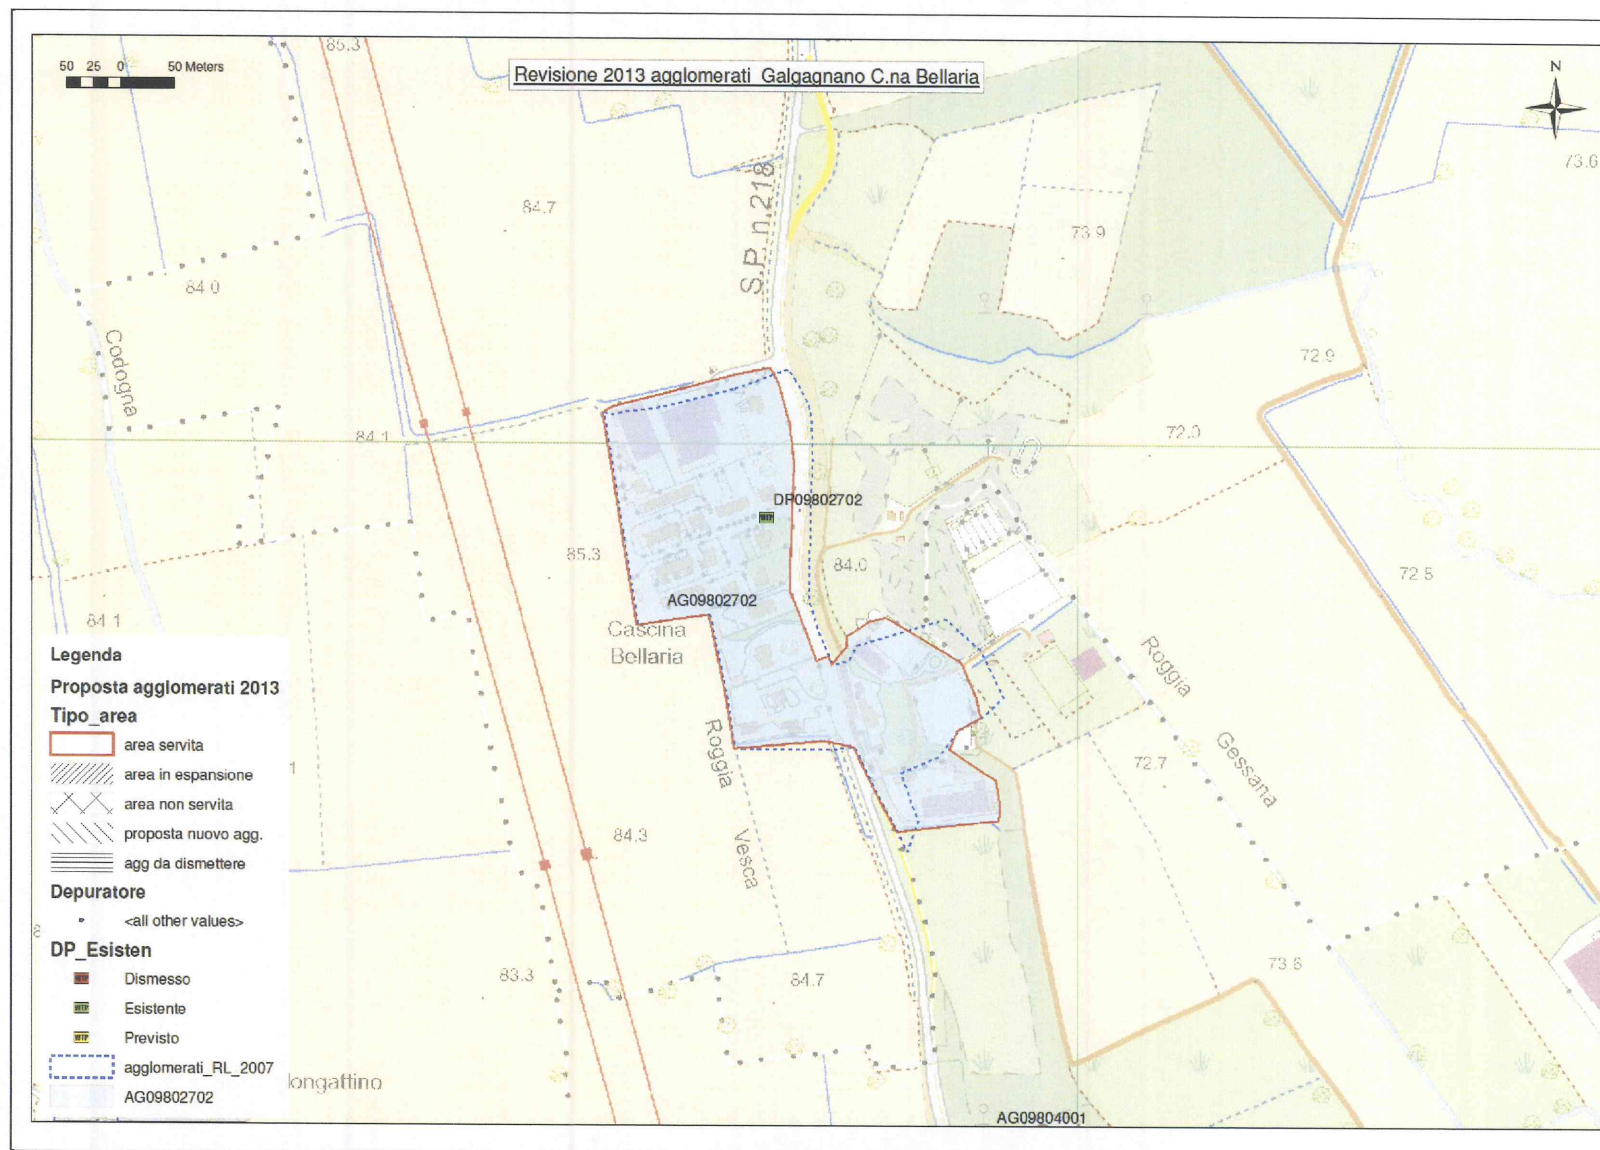 85.3
50 25 0 50 Meters
Revisione 2013 agglomerati Galgagnano C.na Bellaria
N
73.6
S.P. n.218
84.7
73.9
84.0
Codogna
72.9
84.1
72.0
DP09802702
85.3
84.0
72.8
AG09802702
84.1
Cascina
Bellaria
Roggia
Gessana
Legenda
Proposta agglomerati 2013
Tipo_area
area servita
area in espansione
area non servita
proposta nuovo agg.
agg da dismettere
Depuratore
<all other values>
DP_Esisten
Dismesso
Esistente
Previsto
agglomerati_RL_2007
AG09802702
Roggia
Vesca
72.7
84.3
83.3
84.7
73.6
longattino
AG09804001